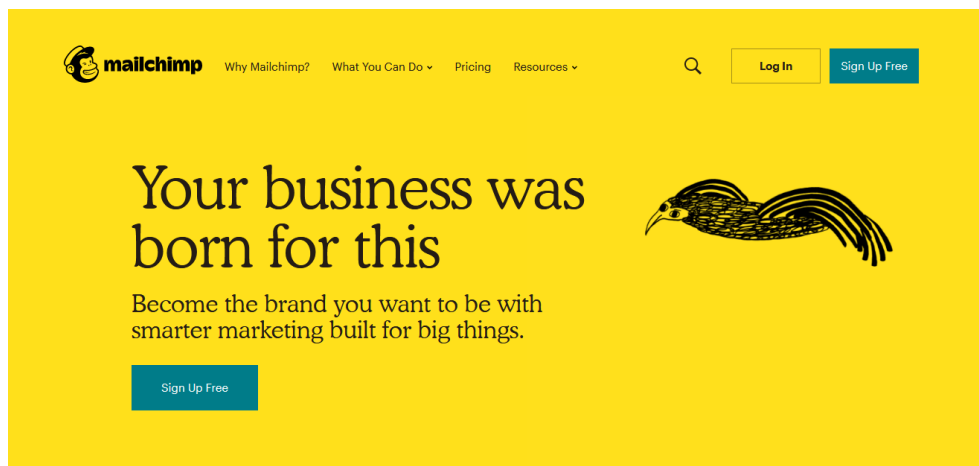 mailchimp
Why Mailchimp?
What You Can Do
Pricing
Resources
Log In
Sign Up Free
Your business was
born for this
Become the brand you want to be with
smarter marketing built for big things.
Sign Up Free